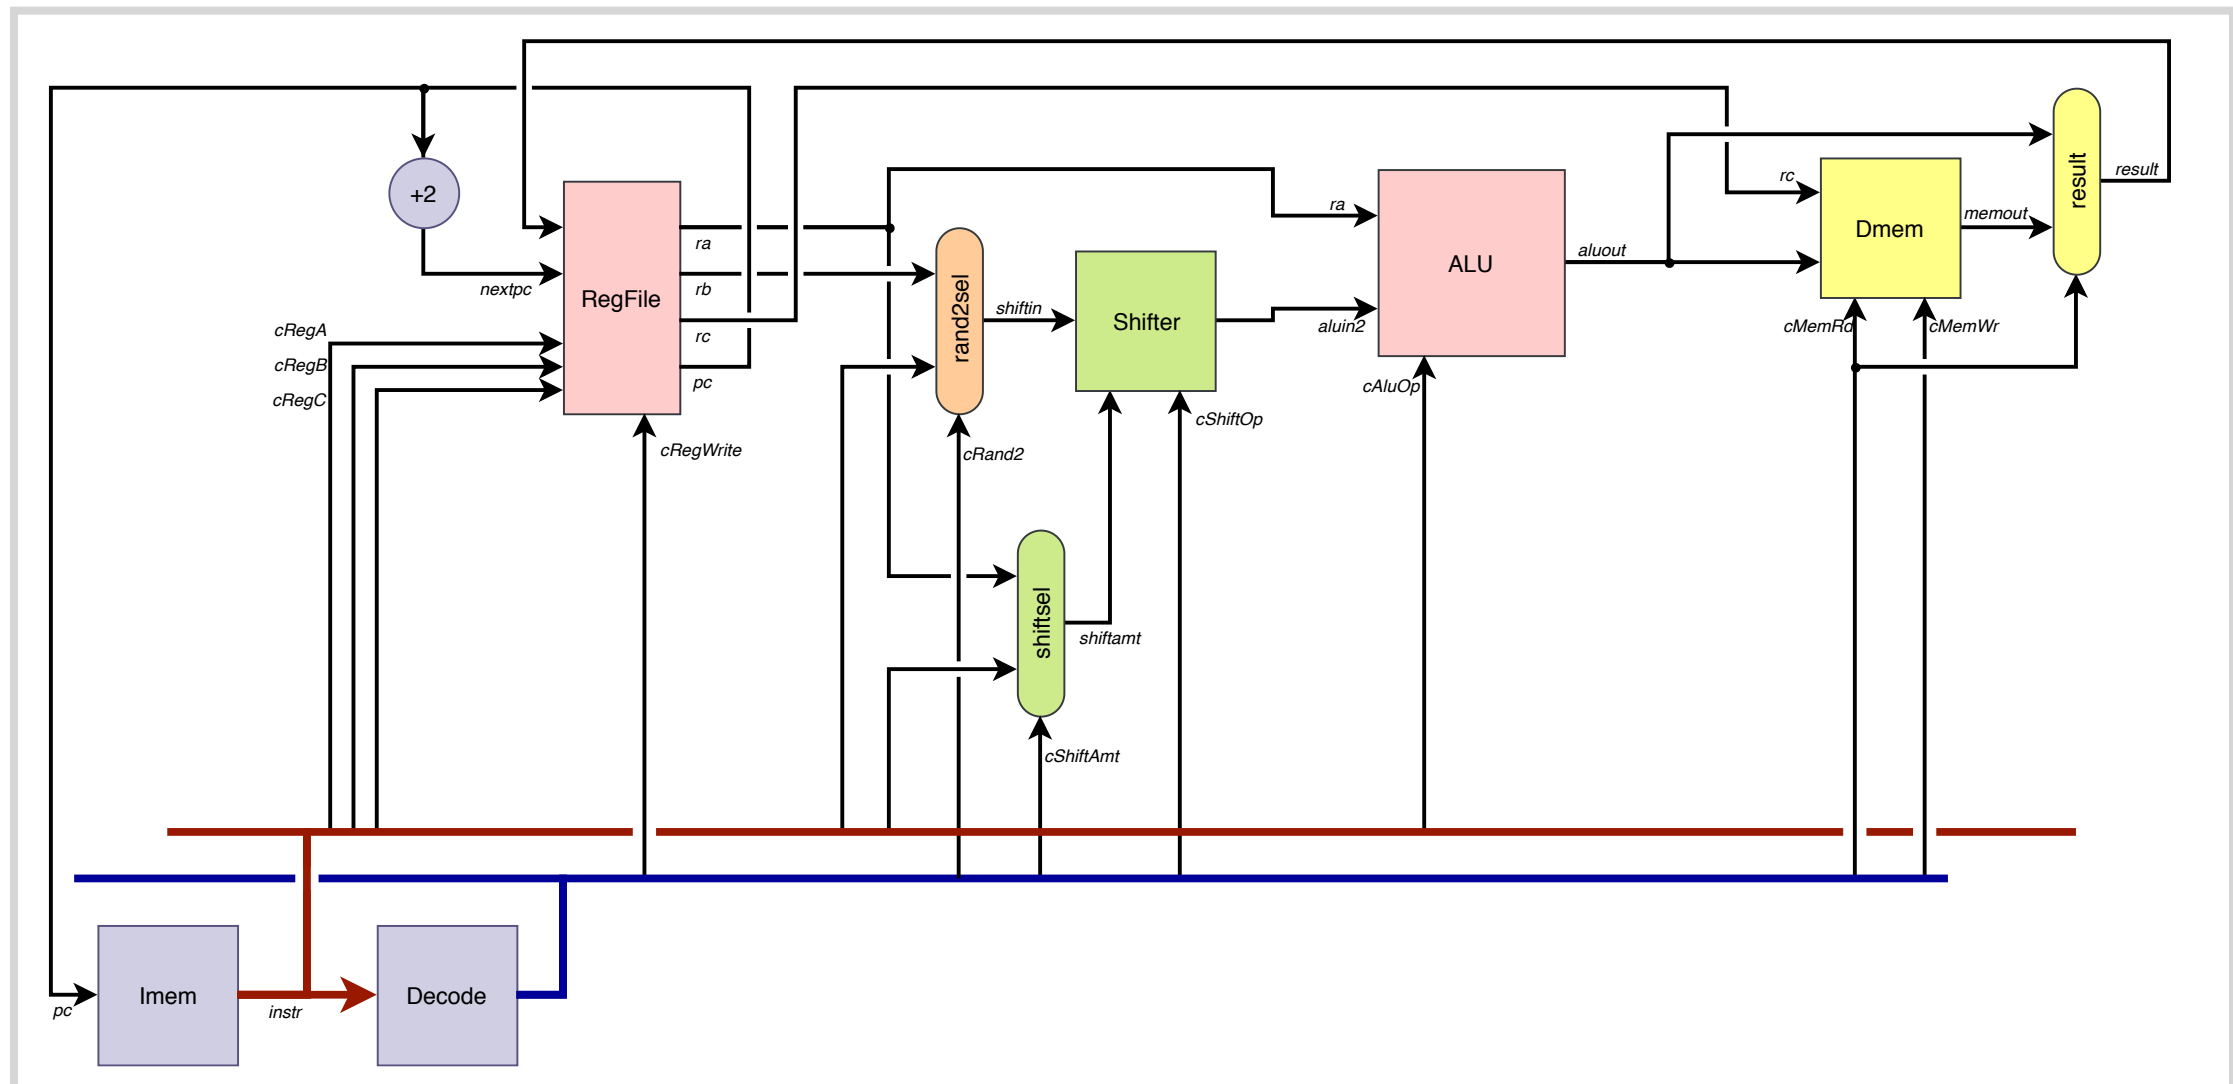 result
result
+2
rc
ra
ra
memout
Dmem
aluout
ALU
RegFile
nextpc
rb
rand2sel
shiftin
Shifter
aluin2
cRegA
rc
cMemRd
cMemWr
cRegB
pc
cAluOp
cRegC
cShiftOp
cRegWrite
cRand2
shiftsel
shiftamt
cShiftAmt
Imem
Decode
pc
instr